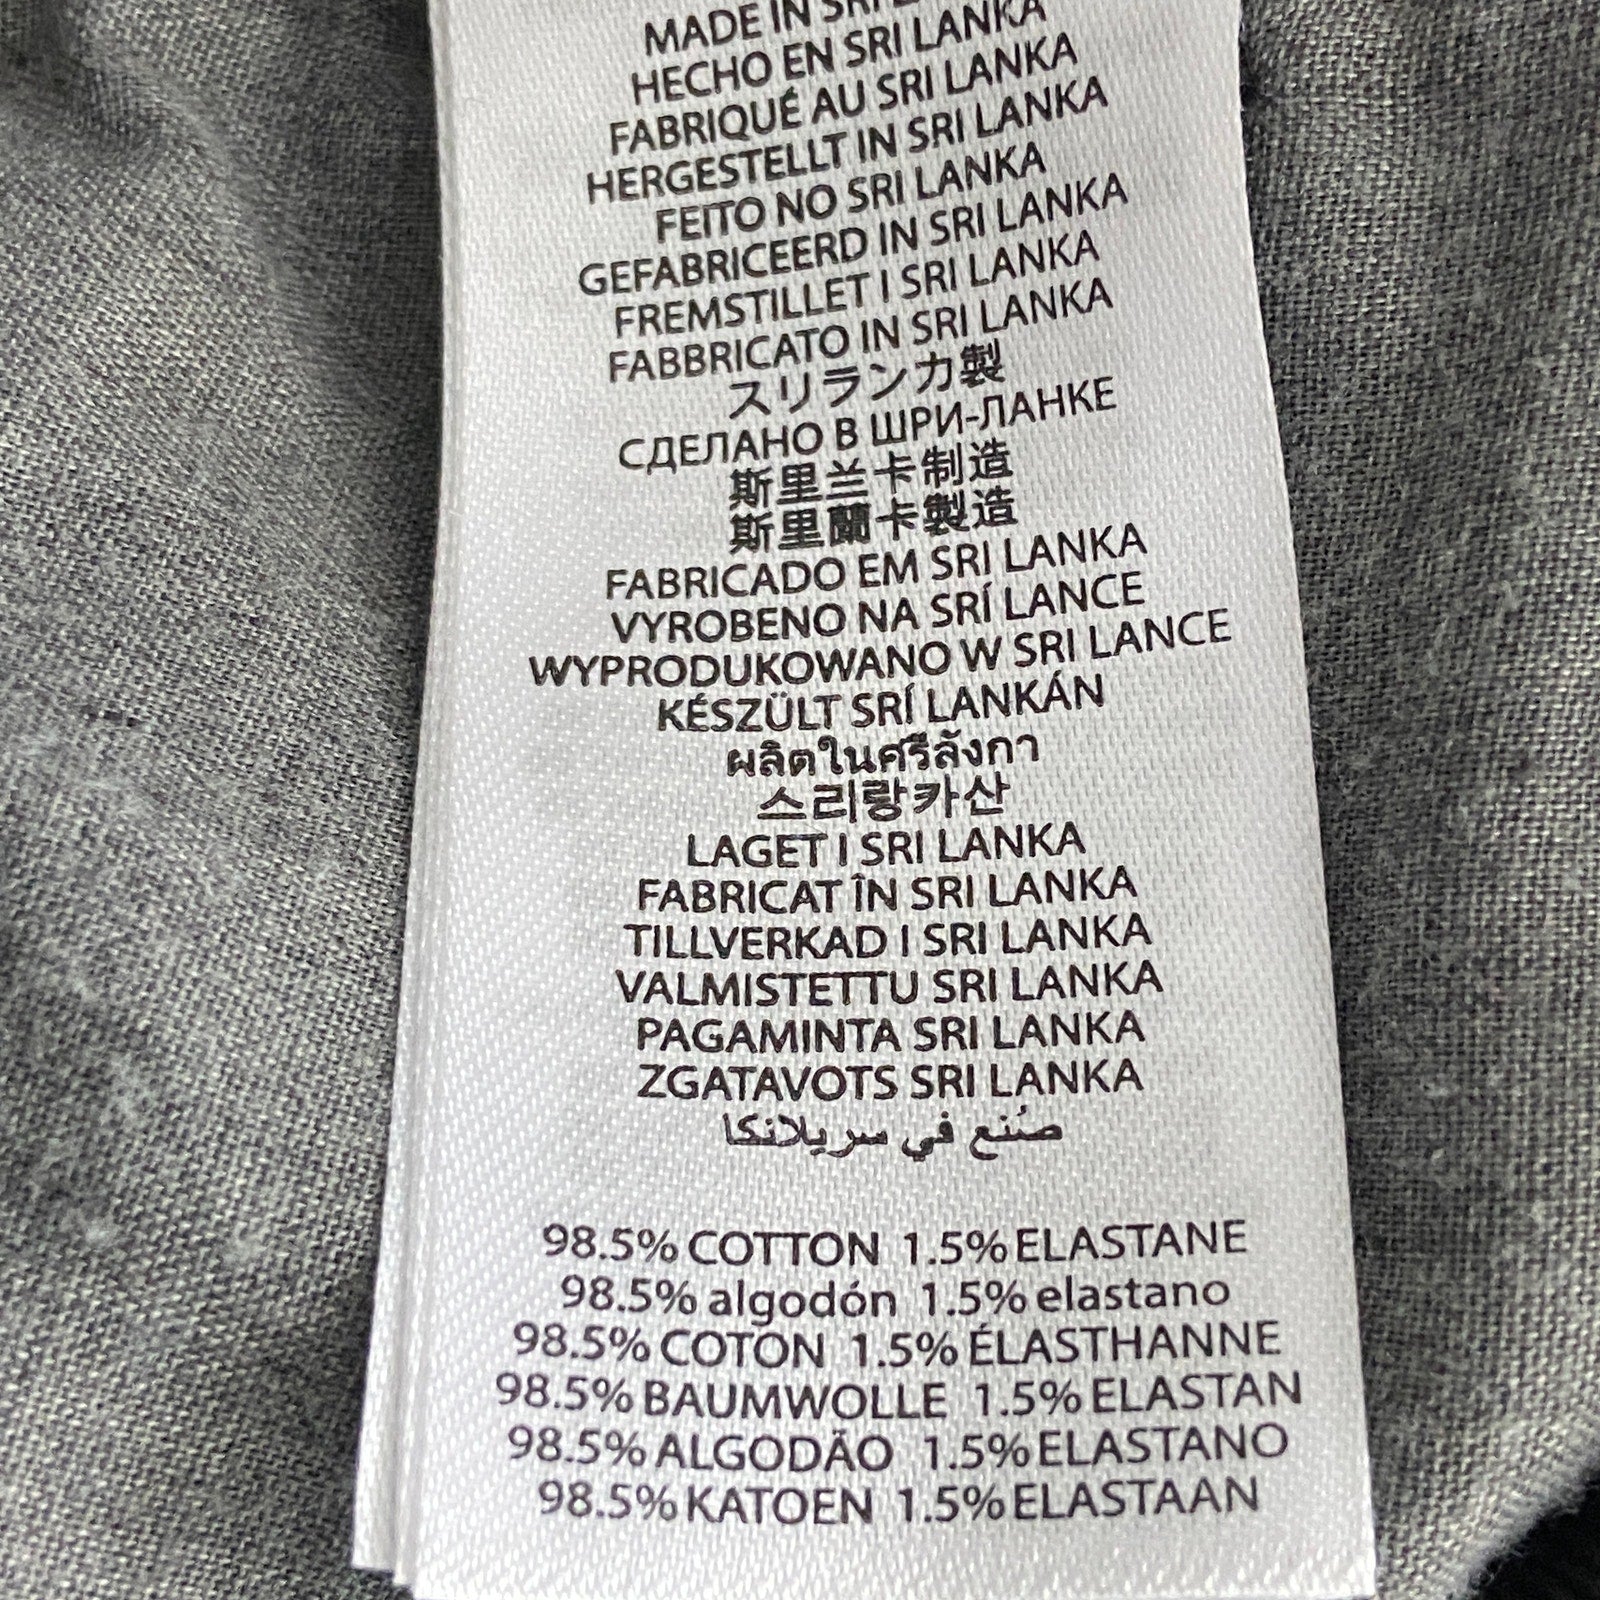 MADE IN SRI LANKA
HECHO EN SRI LANKA
FABRIQUÉ AU SRI LANKA
HERGESTELLT IN SRI LANKA
FEITO NO SRI LANKA
GEFABRICEERD IN SRI LANKA
FREMSTILLET I SRI LANKA
FABBRICATO IN SRI LANKA
スリランカ製
СДЕЛАНО В ШРИ-ЛАНКЕ
斯里兰卡制造
斯里蘭卡製造
FABRICADO EM SRI LANKA
VYROBENO NA SRÍ LANCE
WYPRODUKOWANO W SRI LANCE
KÉSZÜLT SRÍ LANKÁN
ผลิตในศรีลังกา
스리랑카산
LAGET I SRI LANKA
FABRICAT ÎN SRI LANKA
TILLVERKAD I SRI LANKA
VALMISTETTU SRI LANKA
PAGAMINTA SRI LANKA
ZGATAVOTS SRI LANKA
صُنع في سريلانكا
98.5% COTTON 1.5% ELASTANE
98.5% algodón 1.5% elastano
98.5% COTON 1.5% ÉLASTHANNE
98.5% BAUMWOLLE 1.5% ELASTAN
98.5% ALGODÃO 1.5% ELASTANO
98.5% KATOEN 1.5% ELASTAAN